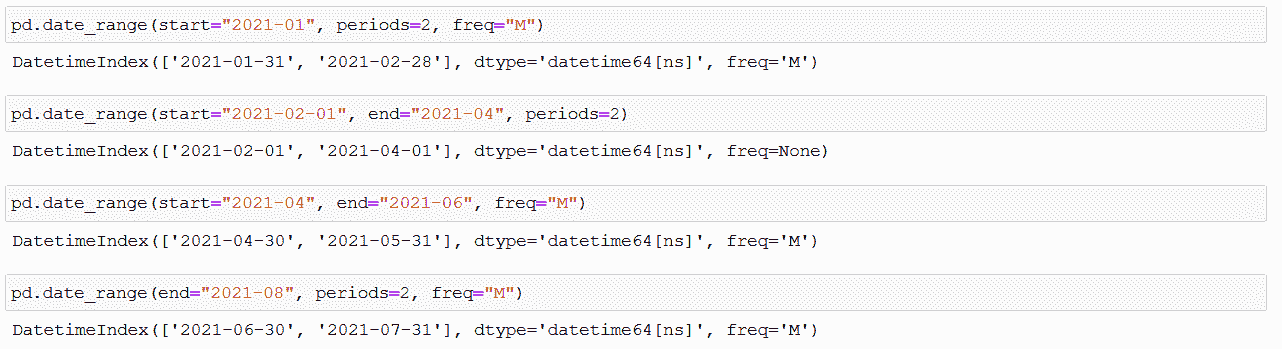 pd.date_range(start="2021-01", periods=2, freq="M")
DatetimeIndex(['2021-01-31', '2021-02-28'], dtype='datetime64[ns]', freq='M')
pd.date_range(start="2021-02-01", end="2021-04", periods=2)
DatetimeIndex(['2021-02-01', '2021-04-01'], dtype='datetime64[ns]', freq=None)
pd.date_range(start="2021-04", end="2021-06", freq="M")
DatetimeIndex(['2021-04-30', '2021-05-31'], dtype='datetime64[ns]', freq='M')
pd.date_range(end="2021-08", periods=2, freq="M")
DatetimeIndex(['2021-06-30', '2021-07-31'], dtype='datetime64[ns]', freq='M')